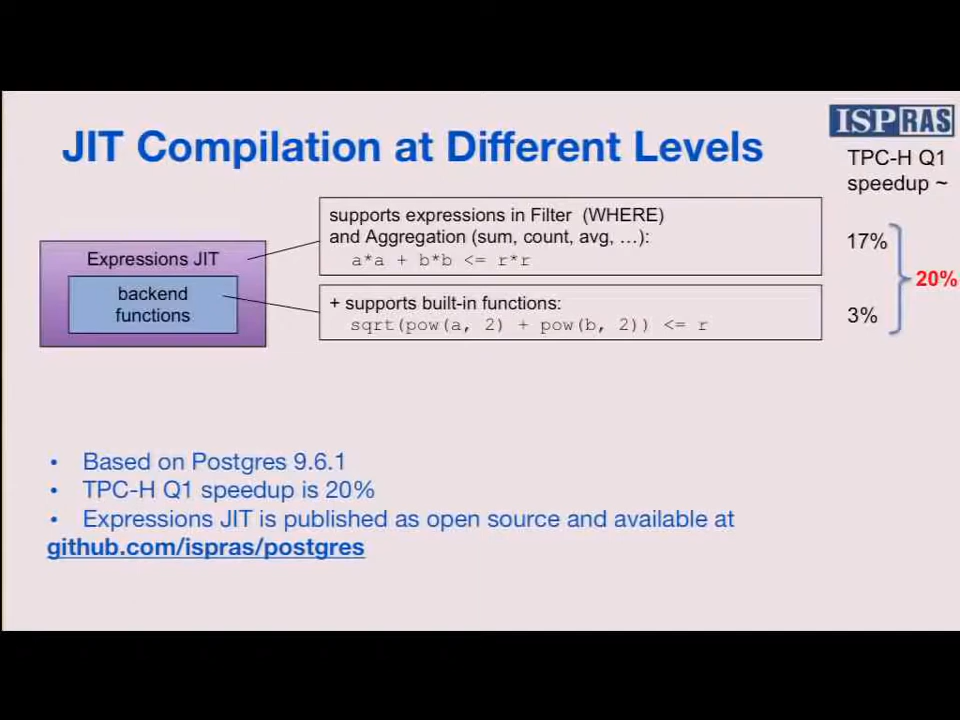 ISPRAS
JIT Compilation at Different Levels
TPC-H Q1
speedup ~
supports expressions in Filter (WHERE)
and Aggregation (sum, count, avg, …):
a*a + b*b <= r*r
17%
Expressions JIT
backend
functions
20%
+ supports built-in functions:
sqrt(pow(a, 2) + pow(b, 2)) <= r
3%
• Based on Postgres 9.6.1
• TPC-H Q1 speedup is 20%
• Expressions JIT is published as open source and available at
github.com/ispras/postgres